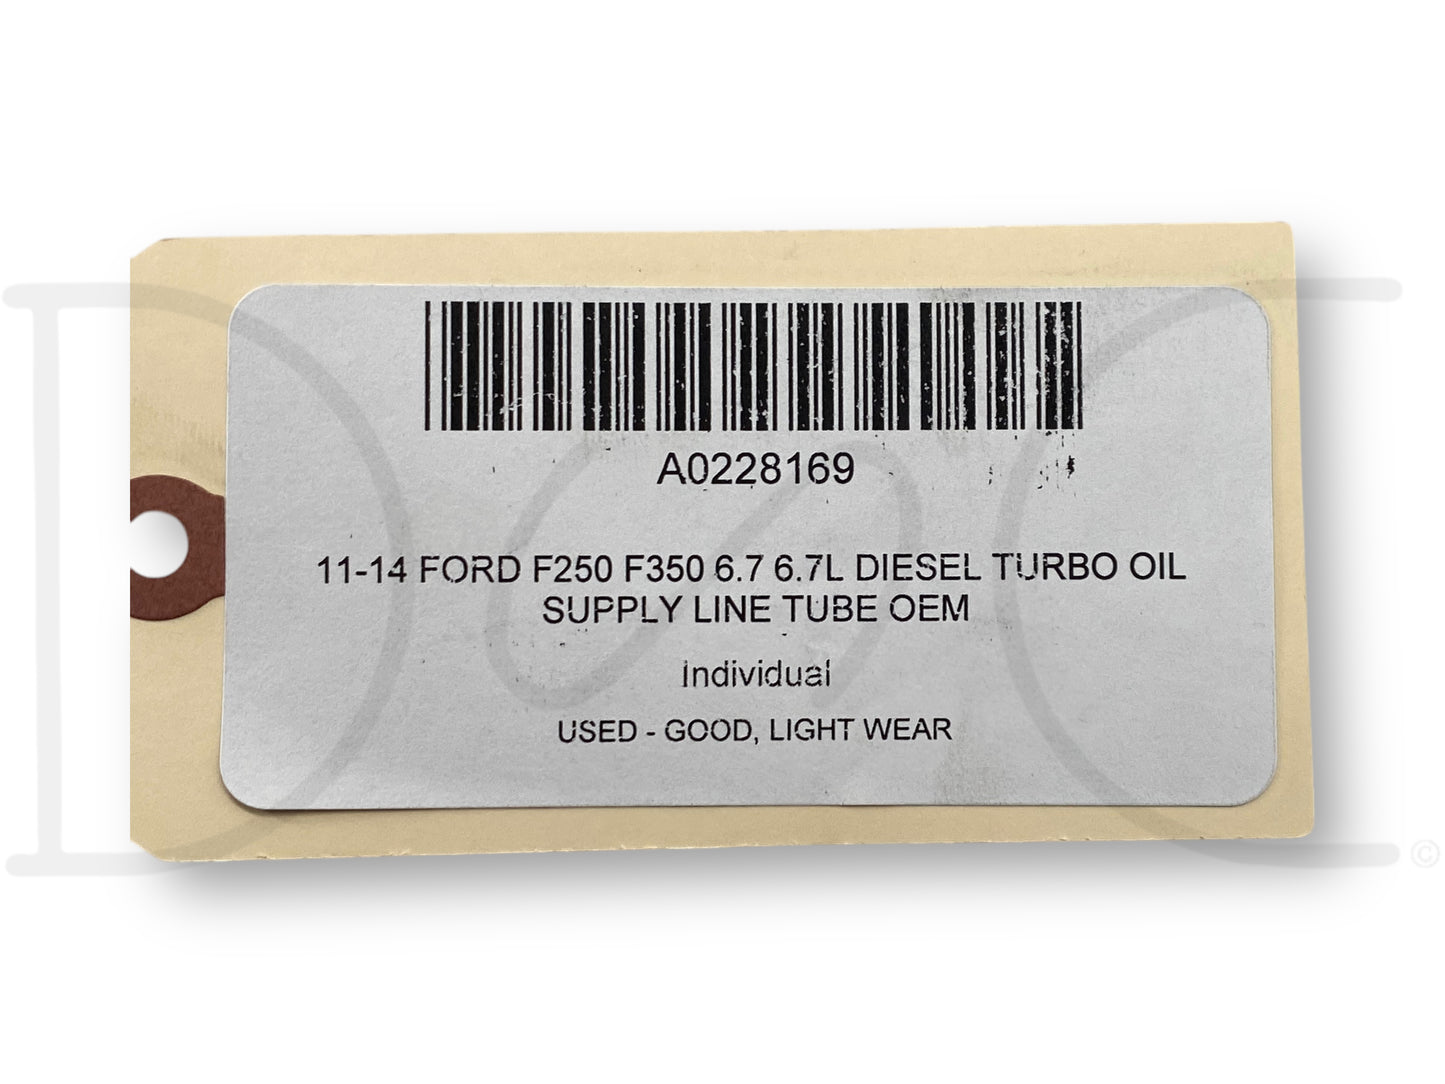 A0228169
11-14 FORD F250 F350 6.7 6.7L DIESEL TURBO OIL
SUPPLY LINE TUBE OEM
Individual
USED - GOOD, LIGHT WEAR
©